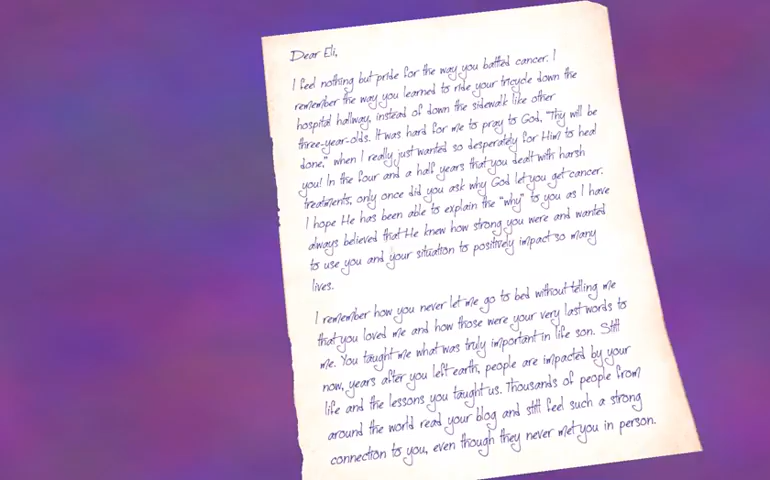 Dear Eli,
I feel nothing but pride for the way you battled cancer. I
remember the way you learned to ride your tricycle down the
hospital hallway, instead of down the sidewalk like other
three-year-olds. It was hard for me to pray to God, "Thy will be
done," when I really just wanted so desperately for Him to heal
you! In the four and a half years that you dealt with harsh
treatments, only once did you ask why God let you get cancer.
I hope He has been able to explain the "why" to you as I have
always believed that He knew how strong you were and wanted
to use you and your situation to positively impact so many
lives.
I remember how you never let me go to bed without telling me
that you loved me and how those were your very last words to
me. You taught me what was truly important in life son. Still
now, years after you left earth, people are impacted by your
life and the lessons you taught us. Thousands of people from
around the world read your blog and still feel such a strong
connection to you, even though they never met you in person.